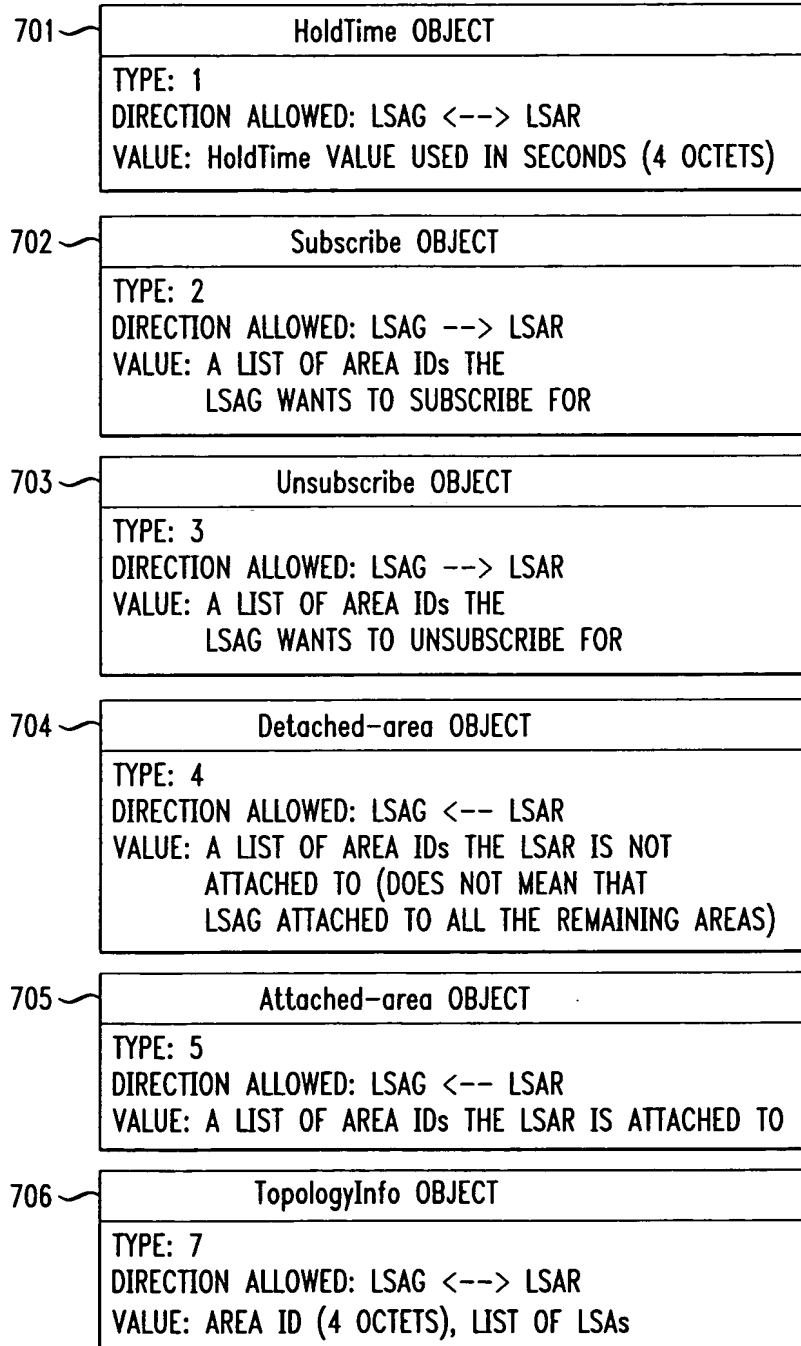 701
HoldTime OBJECT
TYPE: 1
DIRECTION ALLOWED: LSAG <--> LSAR
VALUE: HoldTime VALUE USED IN SECONDS (4 OCTETS)
702
Subscribe OBJECT
TYPE: 2
DIRECTION ALLOWED: LSAG --> LSAR
VALUE: A LIST OF AREA IDs THE
LSAG WANTS TO SUBSCRIBE FOR
703
Unsubscribe OBJECT
TYPE: 3
DIRECTION ALLOWED: LSAG --> LSAR
VALUE: A LIST OF AREA IDs THE
LSAG WANTS TO UNSUBSCRIBE FOR
704
Detached-area OBJECT
TYPE: 4
DIRECTION ALLOWED: LSAG <-- LSAR
VALUE: A LIST OF AREA IDs THE LSAR IS NOT
ATTACHED TO (DOES NOT MEAN THAT
LSAG ATTACHED TO ALL THE REMAINING AREAS)
705
Attached-area OBJECT
TYPE: 5
DIRECTION ALLOWED: LSAG <-- LSAR
VALUE: A LIST OF AREA IDs THE LSAR IS ATTACHED TO
706
TopologyInfo OBJECT
TYPE: 7
DIRECTION ALLOWED: LSAG <--> LSAR
VALUE: AREA ID (4 OCTETS), LIST OF LSAs